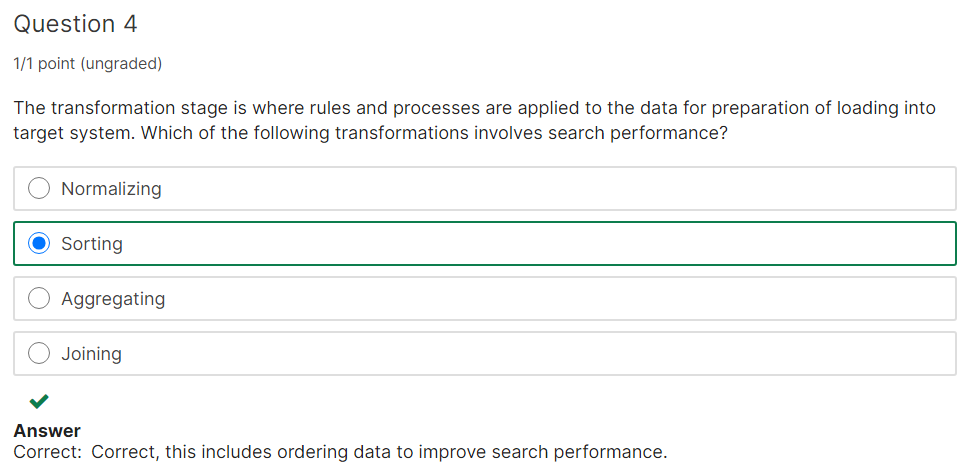 Question 4
1/1 point (ungraded)
The transformation stage is where rules and processes are applied to the data for preparation of loading into
target system. Which of the following transformations involves search performance?
Normalizing
Sorting
Aggregating
Joining
Answer
Correct: Correct, this includes ordering data to improve search performance.